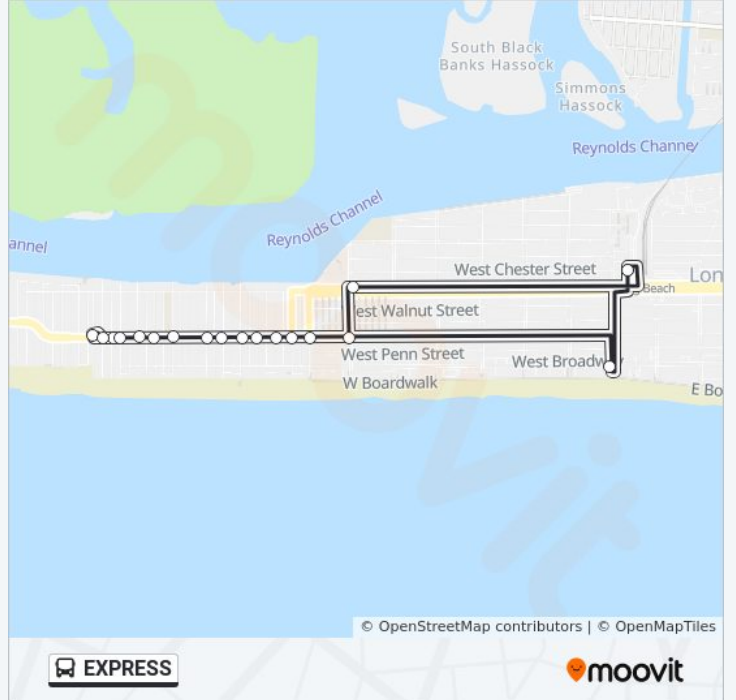 South Black
Banks Hassock
Simmons
Hassock
Reynolds Channel
Reynolds Channel
annel
West Chester Street
Lon
Beach
est Walnut Street
West Penn Street
West Broadw
W Boardwalk
E Bo
© OpenStreetMap contributors | © OpenMapTiles
EXPRESS
moovit